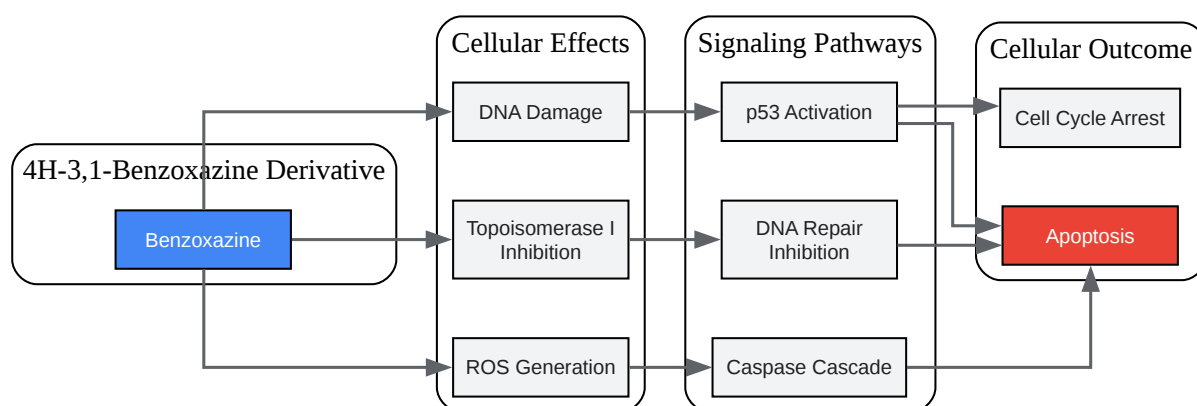 Cellular Effects
Signaling Pathways
Cellular Outcome
DNA Damage
p53 Activation
Cell Cycle Arrest
4H-3,1-Benzoxazine Derivative
Benzoxazine
Topoisomerase I
Inhibition
DNA Repair
Inhibition
Apoptosis
ROS Generation
Caspase Cascade